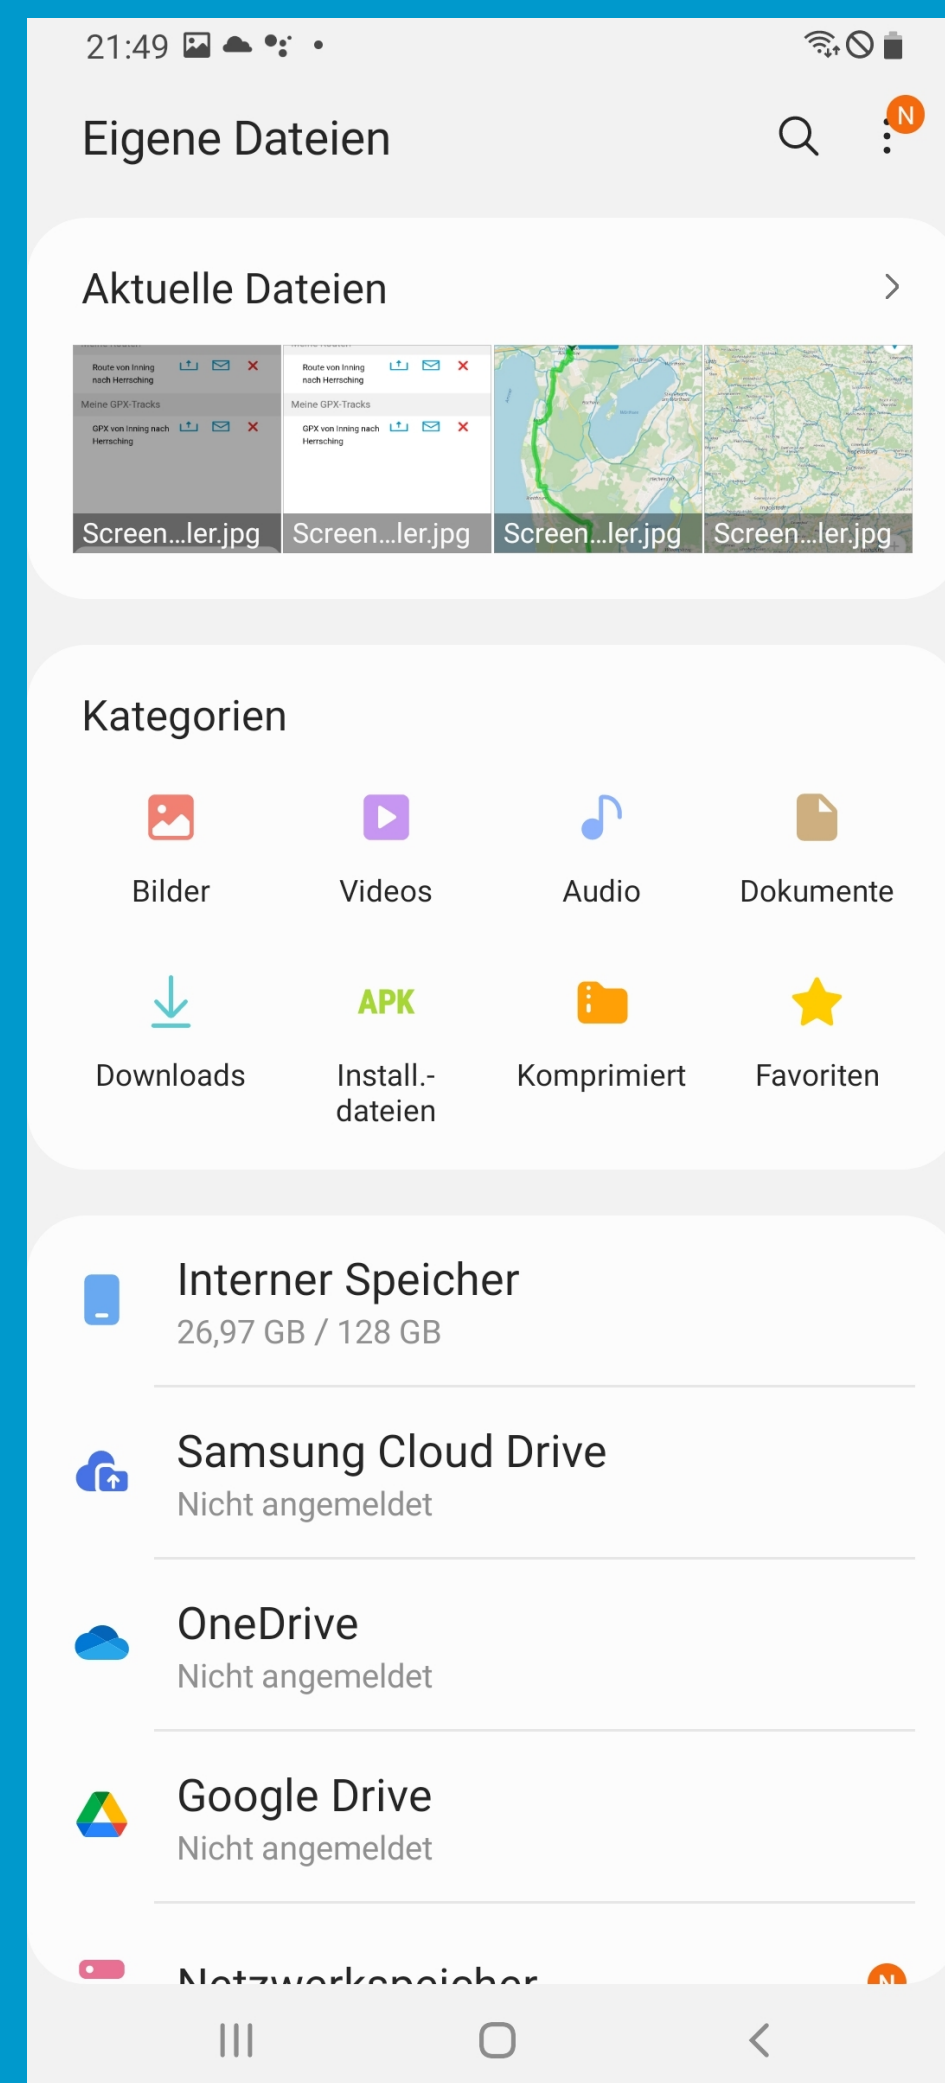 21:49
Eigene Dateien
N
Aktuelle Dateien
Route von Inning
nach Herrsching
Meine GPX-Tracks
GPX von Inning nach
Herrsching
Screen...ler.jpg
Route von Inning
nach Herrsching
Meine GPX-Tracks
GPX von Inning nach
Herrsching
Screen...ler.jpg
Screen...ler.jpg
Screen...ler.jpg
Kategorien
Bilder
Videos
Audio
Dokumente
Downloads
APK
Install.-
dateien
Komprimiert
Favoriten
Interner Speicher
26,97 GB / 128 GB
Samsung Cloud Drive
Nicht angemeldet
OneDrive
Nicht angemeldet
Google Drive
Nicht angemeldet
Netzwerkspeicher
N